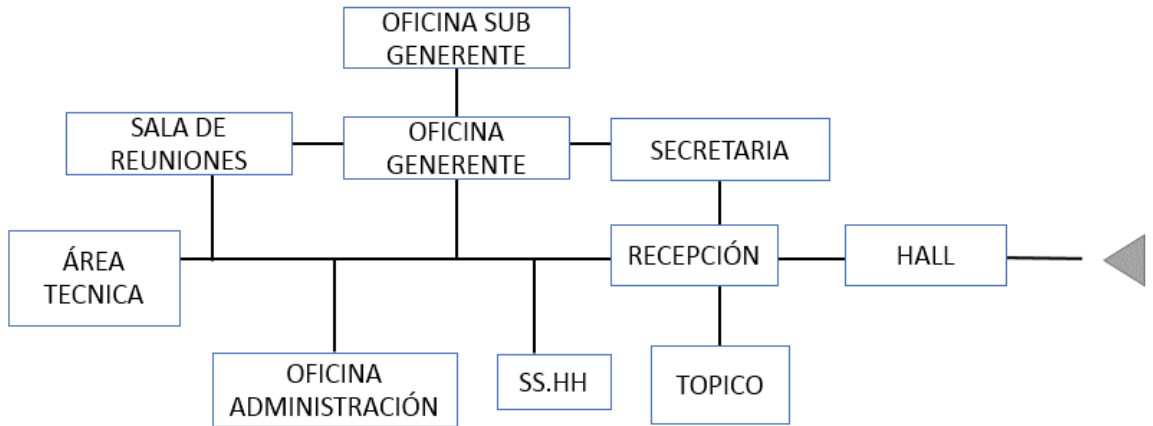 OFICINA SUB
GENERENTE
SALA DE
REUNIONES
OFICINA
GENERENTE
SECRETARIA
ÁREA
TECNICA
RECEPCIÓN
HALL
OFICINA
ADMINISTRACIÓN
SS.HH
TOPICO